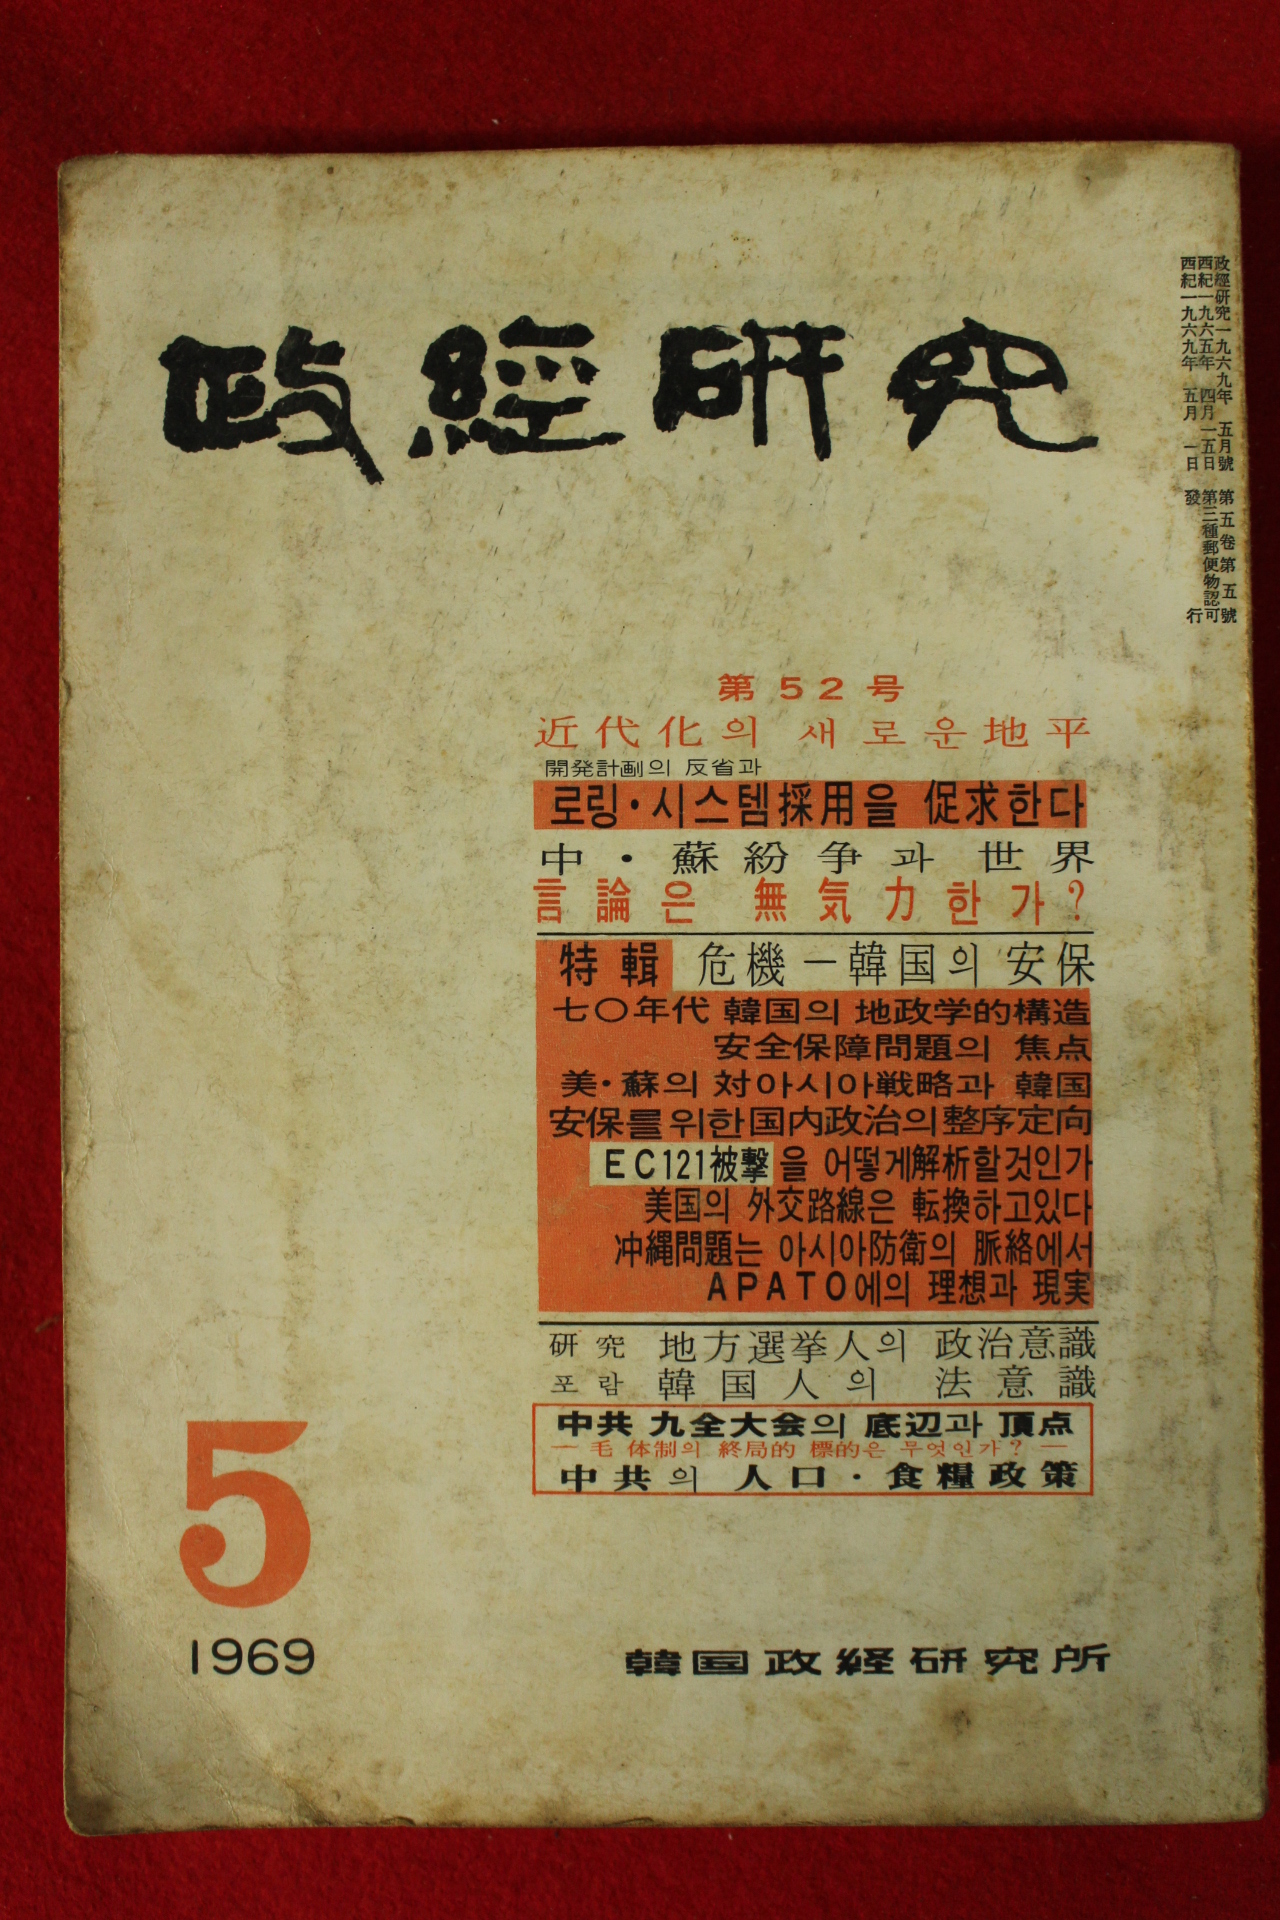 政經研究
政經研究一九六九年 五月號 第五卷第五號
西紀一九六五年 四月一五日 第三種郵便物認可
西紀一九六九年 五月 一日 發行
第52号
近代化의 새로운地平
開発計画의 反省과
로링·시스템採用을 促求한다
中·蘇紛争과 世界
言論은 無気力한가?
特輯 危機―韓国의 安保
七〇年代 韓国의 地政学的構造
安全保障問題의 焦点
美·蘇의 対아시아戦略과 韓国
安保를위한国内政治의整序定向
EC121被撃을 어떻게解析할것인가
美国의 外交路線은 転換하고있다
冲縄問題는 아시아防衛의 脈絡에서
APATO에의 理想과 現実
研究 地方選挙人의 政治意識
포람 韓国人의 法意識
中共 九全大会의 底辺과 頂点
― 毛体制의 終局的 標的은 무엇인가? ―
中共의 人口·食糧政策
5
1969
韓国政経研究所